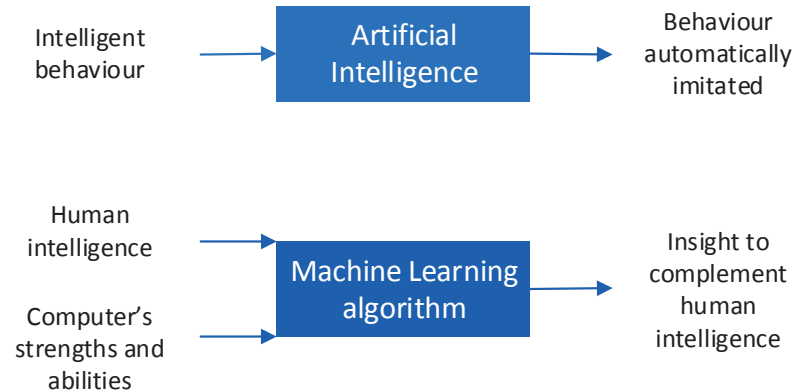 Intelligent
behaviour
Artificial
Intelligence
Behaviour
automatically
imitated
Human
intelligence
Computer’s
strengths and
abilities
Machine Learning
algorithm
Insight to
complement
human
intelligence